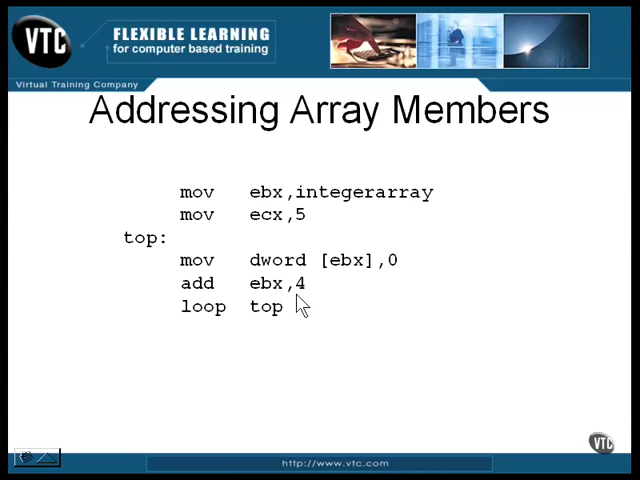 VTC
FLEXIBLE LEARNING
for computer based training
Virtual Training Company
Addressing Array Members
mov ebx,integerarray
mov ecx,5
top:
mov dword [ebx],0
add ebx,4
loop top
VTC
http://www.vtc.com